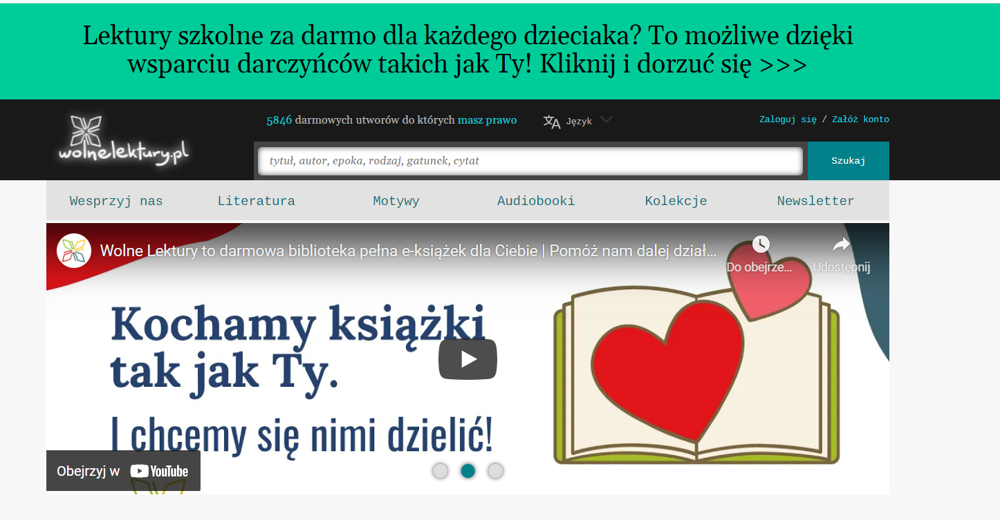 Lektury szkolne za darmo dla każdego dzieciaka? To możliwe dzięki
wsparciu darczyńców takich jak Ty! Kliknij i dorzuć się >>>
wolnelektury.pl
5846 darmowych utworów do których masz prawo
Język
Zaloguj się / Załóż konto
tytuł, autor, epoka, rodzaj, gatunek, cytat
Szukaj
Wesprzyj nas
Literatura
Motywy
Audiobooki
Kolekcje
Newsletter
Wolne Lektury to darmowa biblioteka pełna e-książek dla Ciebie | Pomóż nam dalej dział...
Do obejrze...
Udostępnij
Kochamy książki
tak jak Ty.
I chcemy się nimi dzielić!
Obejrzyj w YouTube